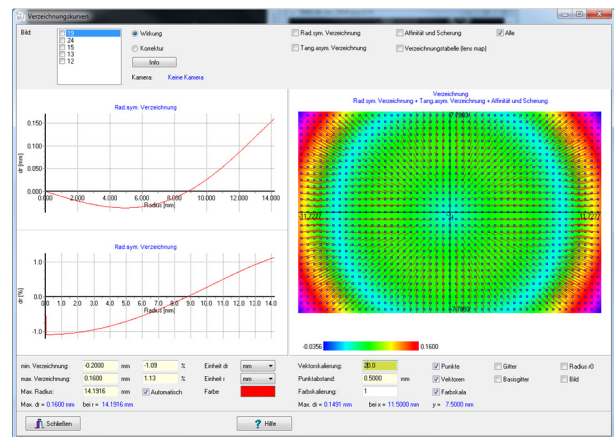 Verzeichnungskurven
Bild:
19
24
15
13
12
Wirkung
Korrektur
Info
Kamera: Keine Kamera
Rad.sym. Verzeichnung
Affinität und Scherung
Alle
Tang.asym. Verzeichnung
Verzeichnungstabelle (lens map)
Rad.sym. Verzeichnung
dr [mm]
0.150
0.100
0.050
0.000
0.000 2.000 4.000 6.000 8.000 10.000 12.000 14.000
Radius [mm]
Rad.sym. Verzeichnung
dr [%]
1.0
0.0
-1.0
0.0 1.0 2.0 3.0 4.0 5.0 6.0 7.0 8.0 9.0 10.0 11.0 12.0 13.0 14.0
Radius [mm]
Verzeichnung
Rad.sym. Verzeichnung + Tang.asym. Verzeichnung + Affinität und Scherung
7.7893
-11.7277
11.7277
-7.7893
-0.0356
0.1600
min. Verzeichnung: -0.2000 mm -1.09 % Einheit dr mm
max. Verzeichnung: 0.1600 mm 1.13 % Einheit r mm
Max. Radius: 14.1916 mm Automatisch Farbe
Max. dr = 0.1600 mm bei r = 14.1916 mm
Vektorskalierung: 20.0 Punkte Gitter Radius r0
Punktabstand: 0.5000 mm Vektoren Basisgitter Bild
Farbskalierung: 1 Farbskala
Max. dr = 0.1491 mm bei x = 11.5000 mm y = 7.5000 mm
Schließen
Hilfe